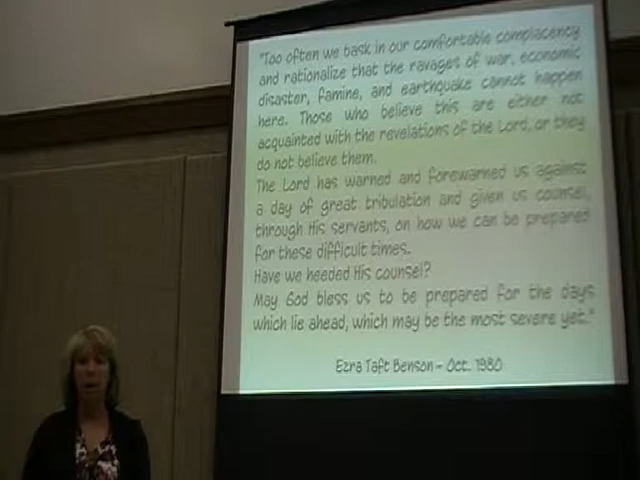 "Too often we bask in our comfortable complacency
and rationalize that the ravages of war, economic
disaster, famine, and earthquake cannot happen
here. Those who believe this are either not
acquainted with the revelations of the Lord, or they
do not believe them.
The Lord has warned and forewarned us against
a day of great tribulation and given us counsel,
through His servants, on how we can be prepared
for these difficult times.
Have we heeded His counsel?
May God bless us to be prepared for the days
which lie ahead, which may be the most severe yet."
Ezra Taft Benson - Oct. 1980